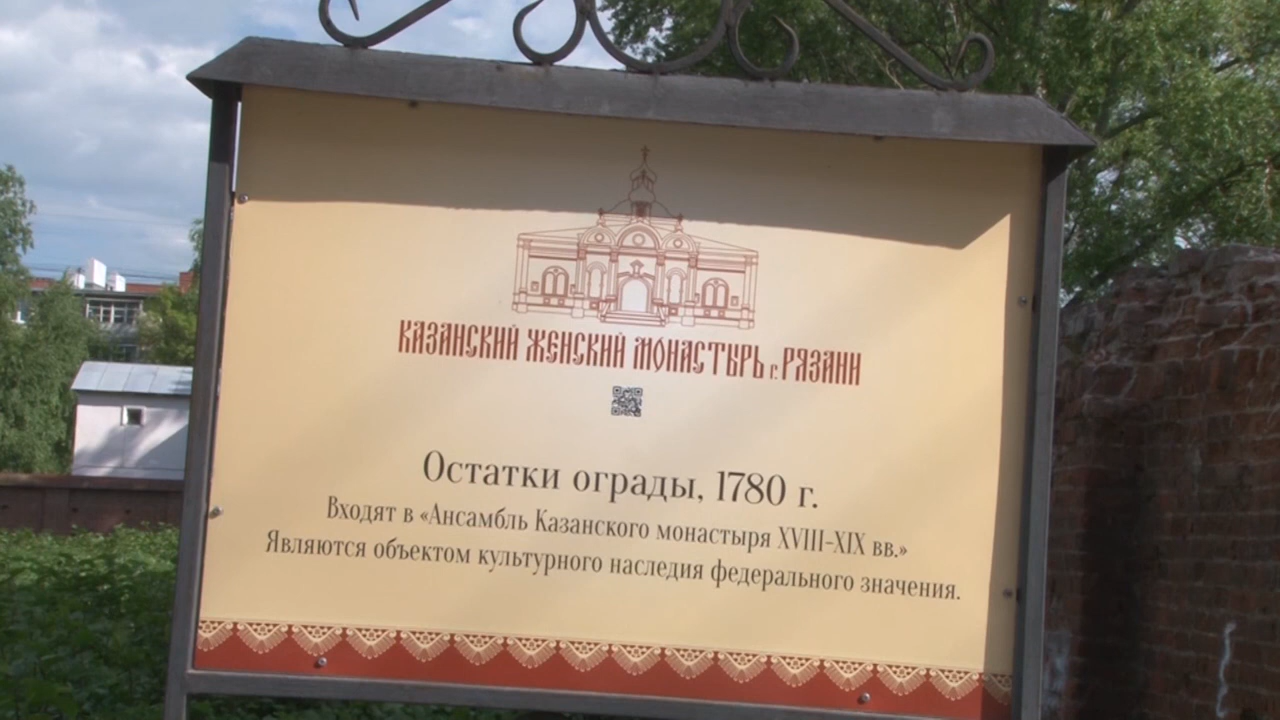 КАЗАНСКИЙ ЖЕНСКИЙ МОНАСТЫРЬ г. РЯЗАНИ
Остатки ограды, 1780 г.
Входят в «Ансамбль Казанского монастыря XVIII-XIX вв.»
Являются объектом культурного наследия федерального значения.